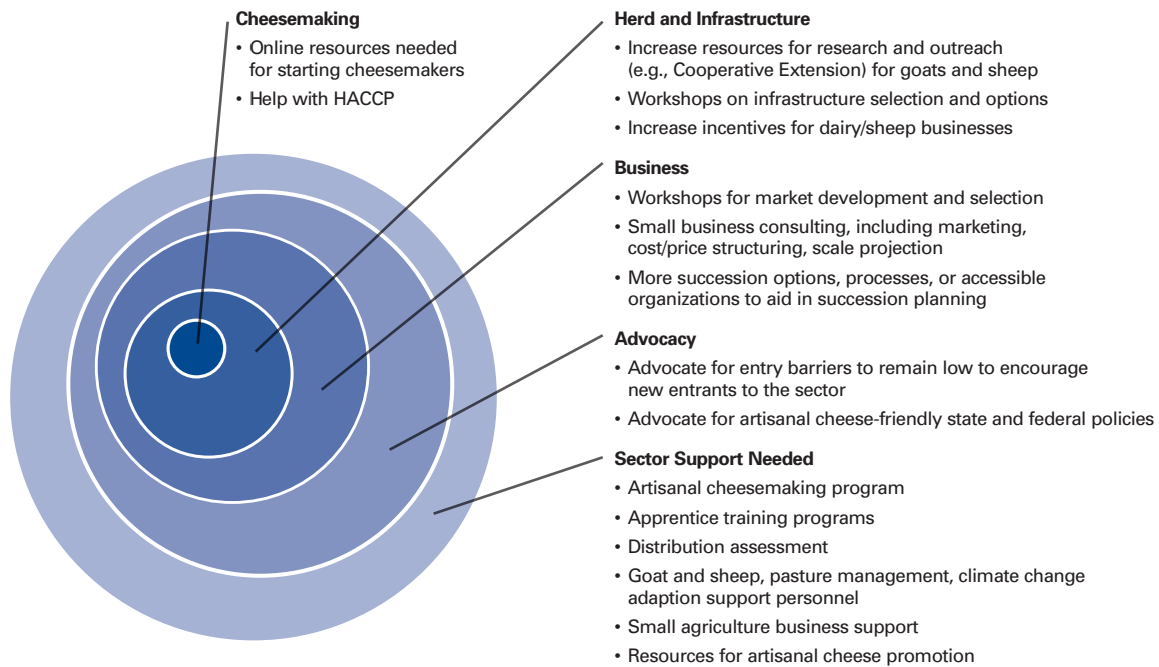 Cheesemaking
• Online resources needed
for starting cheesemakers
• Help with HACCP
Herd and Infrastructure
• Increase resources for research and outreach
(e.g., Cooperative Extension) for goats and sheep
• Workshops on infrastructure selection and options
• Increase incentives for dairy/sheep businesses
Business
• Workshops for market development and selection
• Small business consulting, including marketing,
cost/price structuring, scale projection
• More succession options, processes, or accessible
organizations to aid in succession planning
Advocacy
• Advocate for entry barriers to remain low to encourage
new entrants to the sector
• Advocate for artisanal cheese-friendly state and federal policies
Sector Support Needed
• Artisanal cheesemaking program
• Apprentice training programs
• Distribution assessment
• Goat and sheep, pasture management, climate change
adaption support personnel
• Small agriculture business support
• Resources for artisanal cheese promotion